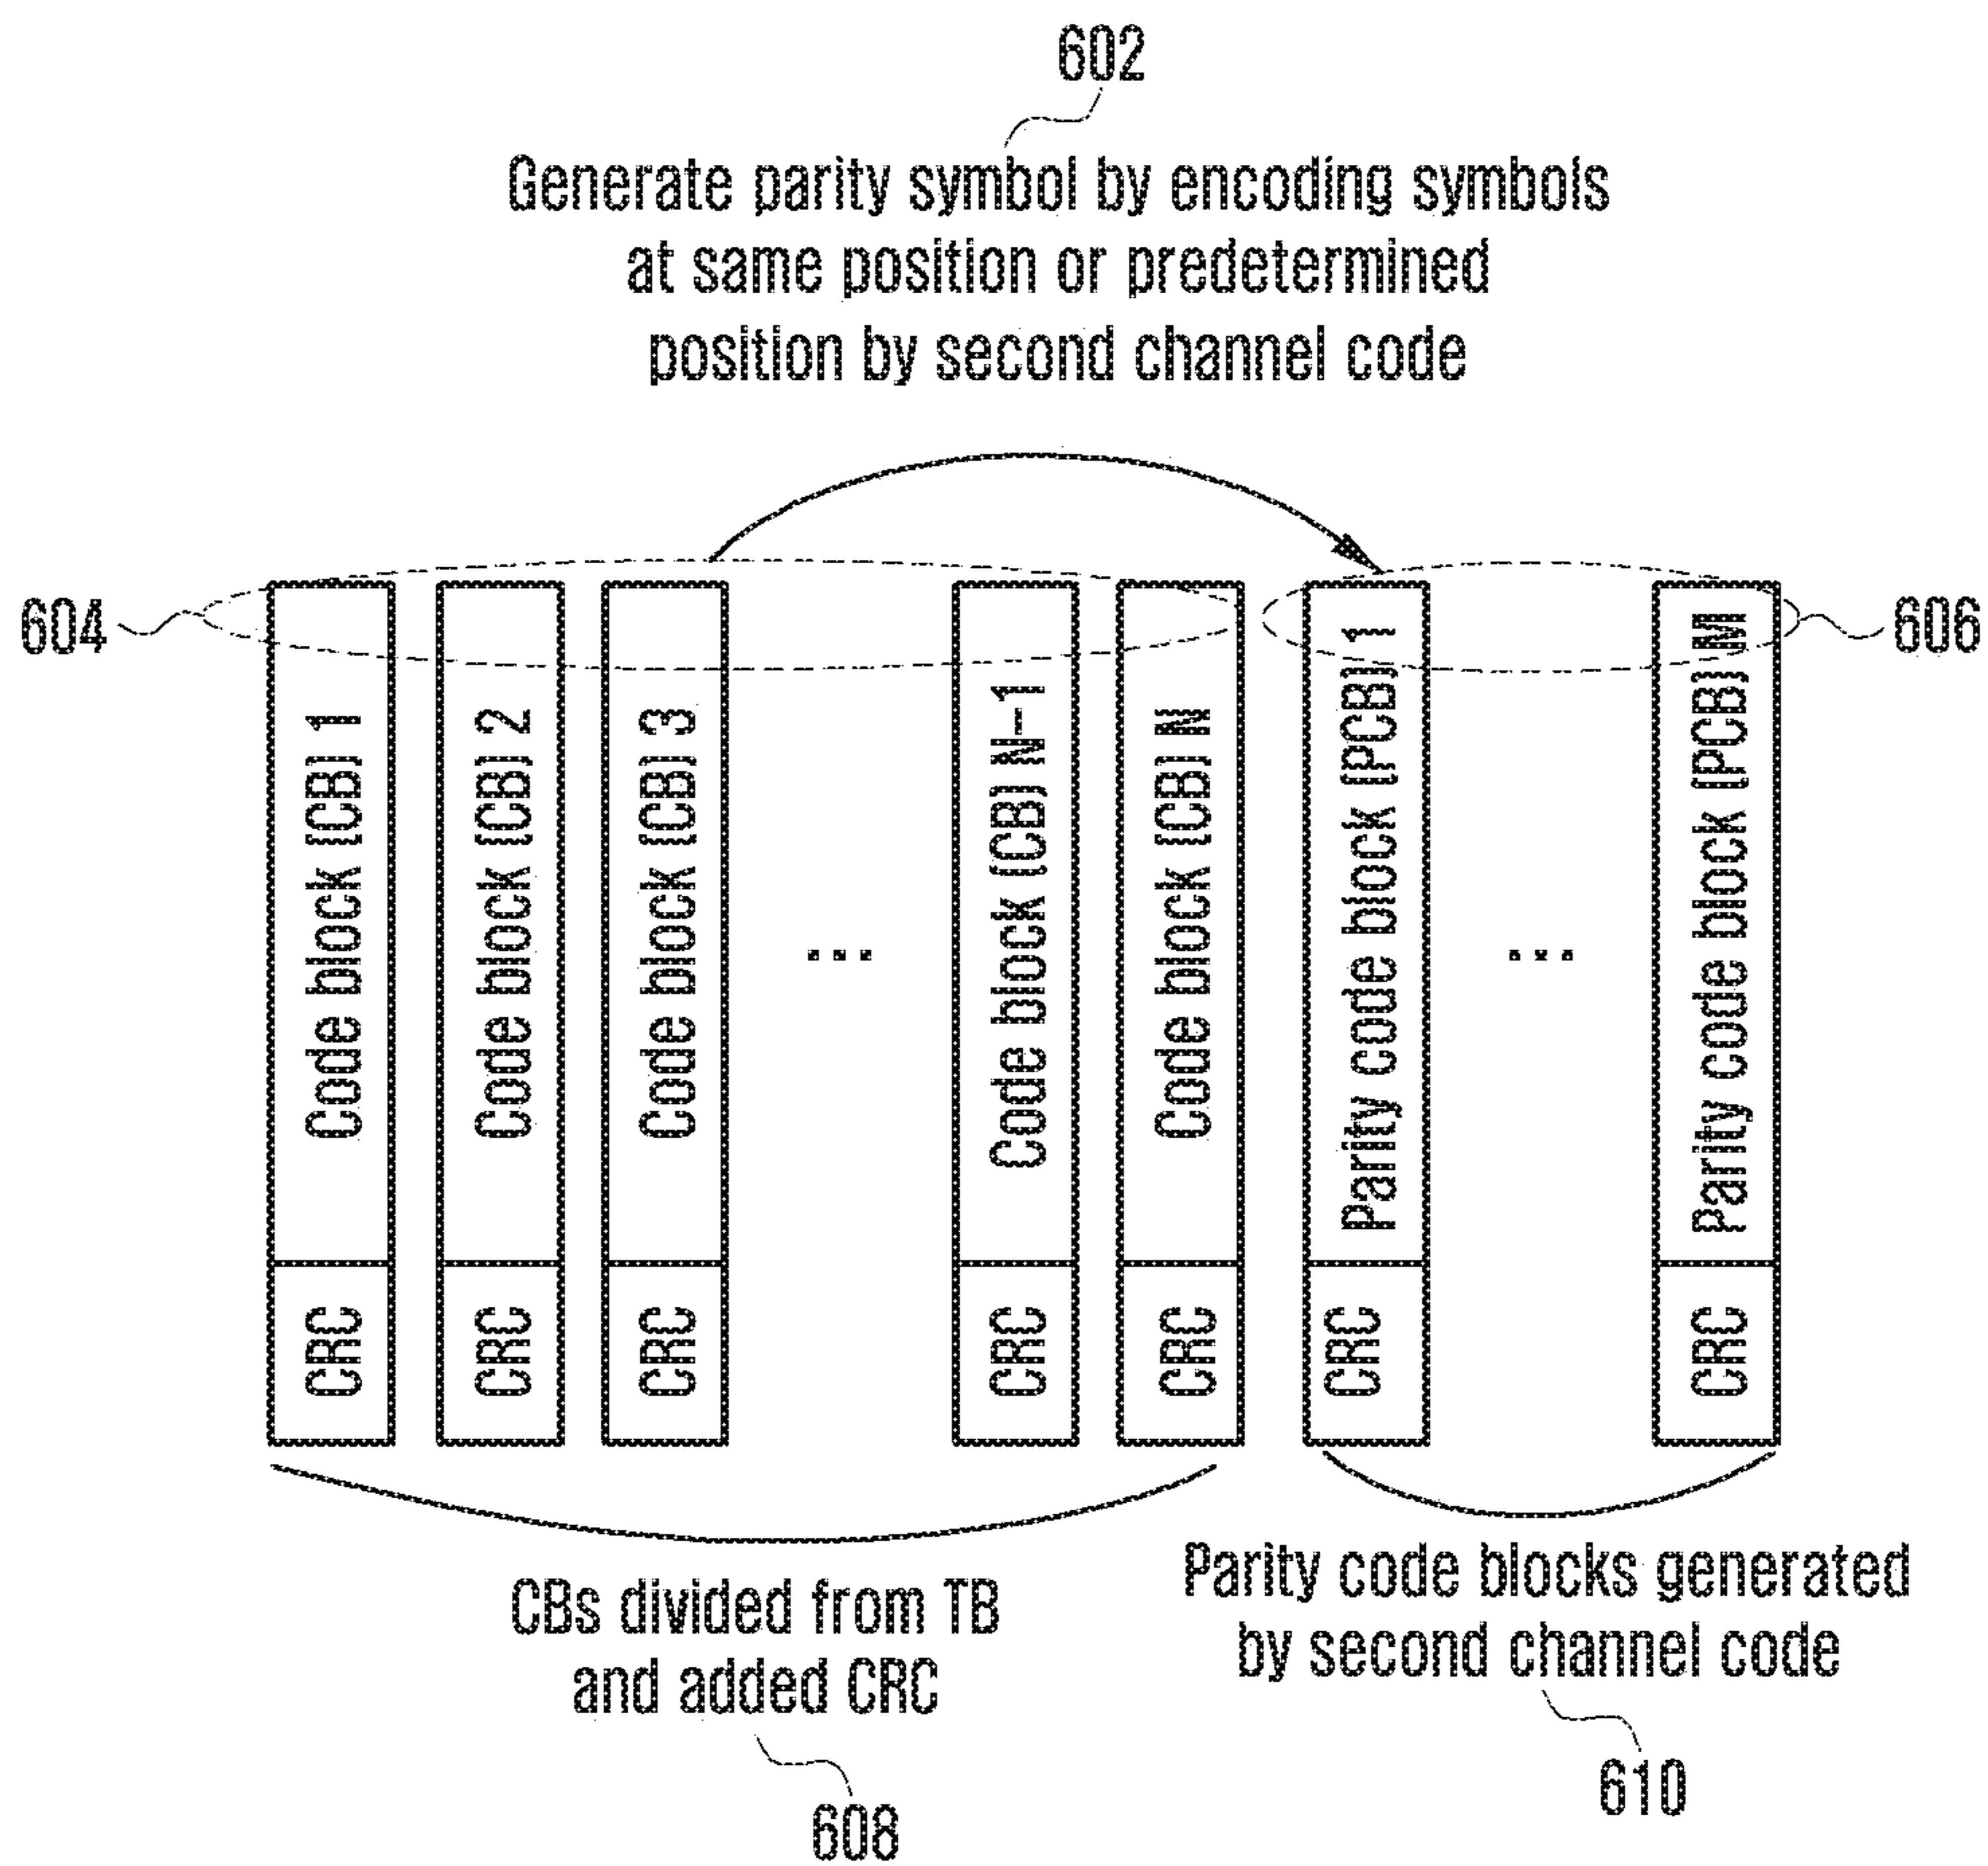 602
Generate parity symbol by encoding symbols
at same position or predetermined
position by second channel code
604
606
Code block (CB) 1
Code block (CB) 2
Code block (CB) 3
...
Code block (CB) N-1
Code block (CB) N
Parity code block (PCB) 1
...
Parity code block (PCB) M
CRC
CRC
CRC
CRC
CRC
CRC
CRC
CBs divided from TB
and added CRC
608
Parity code blocks generated
by second channel code
610